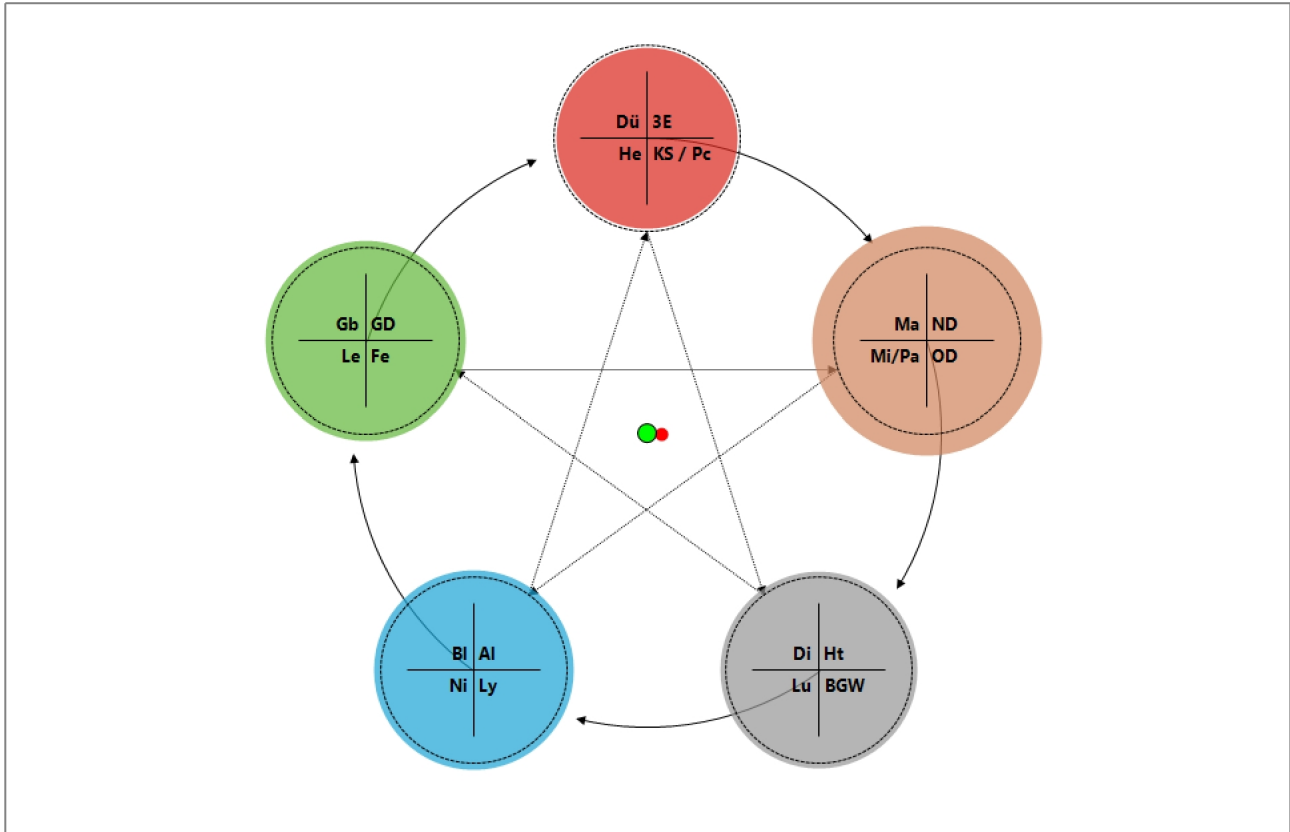 Dü 3E
He KS / Pc
Gb GD
Le Fe
Ma ND
Mi/Pa OD
Bl Al
Ni Ly
Di Ht
Lu BGW